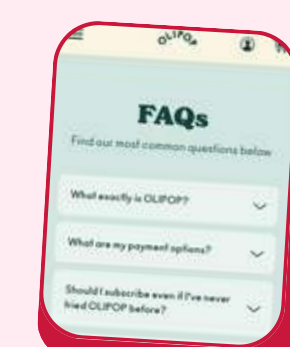 OLIPOP
FAQs
Find our most common questions below
What exactly is OLIPOP?
What are my payment options?
Should I subscribe even if I've never
tried OLIPOP before?